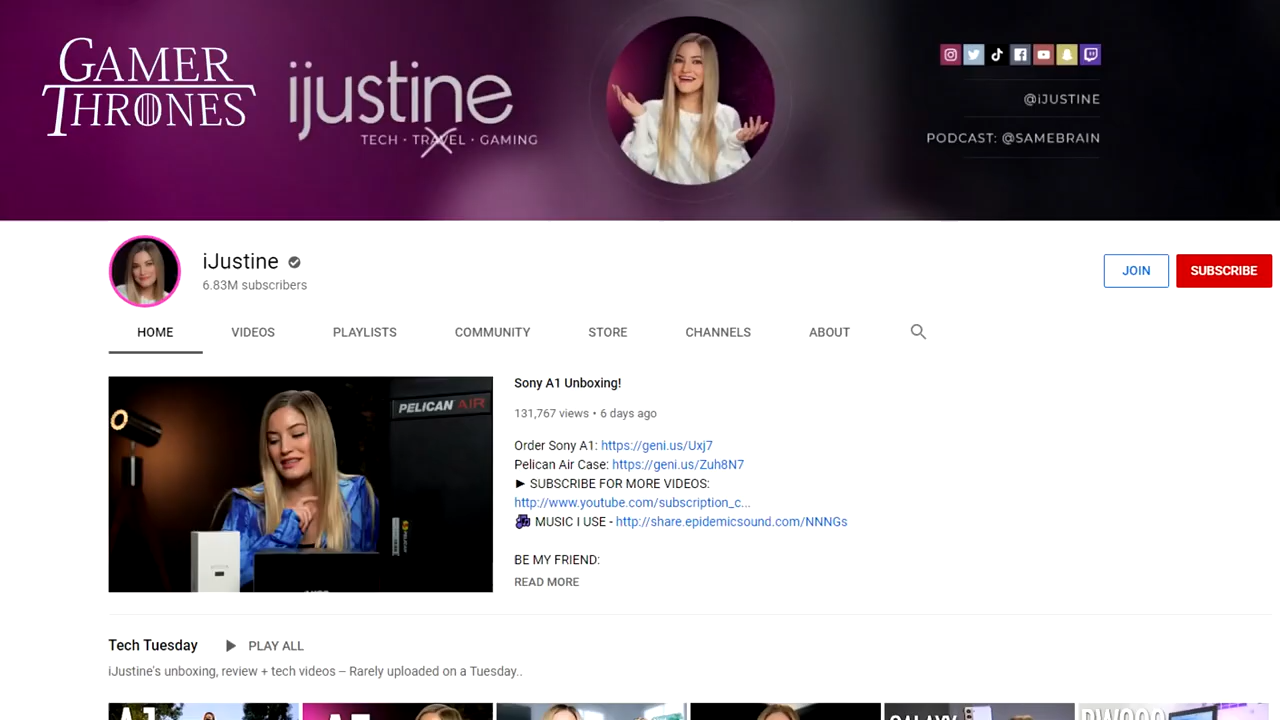 GAMER
THRONES
ijustine
TECH · TRAVEL · GAMING
@iJUSTINE
PODCAST: @SAMEBRAIN
iJustine
6.83M subscribers
JOIN
SUBSCRIBE
HOME VIDEOS PLAYLISTS COMMUNITY STORE CHANNELS ABOUT
PELICAN AIR
Sony A1 Unboxing!
131,767 views • 6 days ago
Order Sony A1: https://geni.us/Uxj7
Pelican Air Case: https://geni.us/Zuh8N7
► SUBSCRIBE FOR MORE VIDEOS:
http://www.youtube.com/subscription_c...
MUSIC I USE - http://share.epidemicsound.com/NNNGs
BE MY FRIEND:
READ MORE
Tech Tuesday
PLAY ALL
iJustine's unboxing, review + tech videos – Rarely uploaded on a Tuesday..
GALAXY